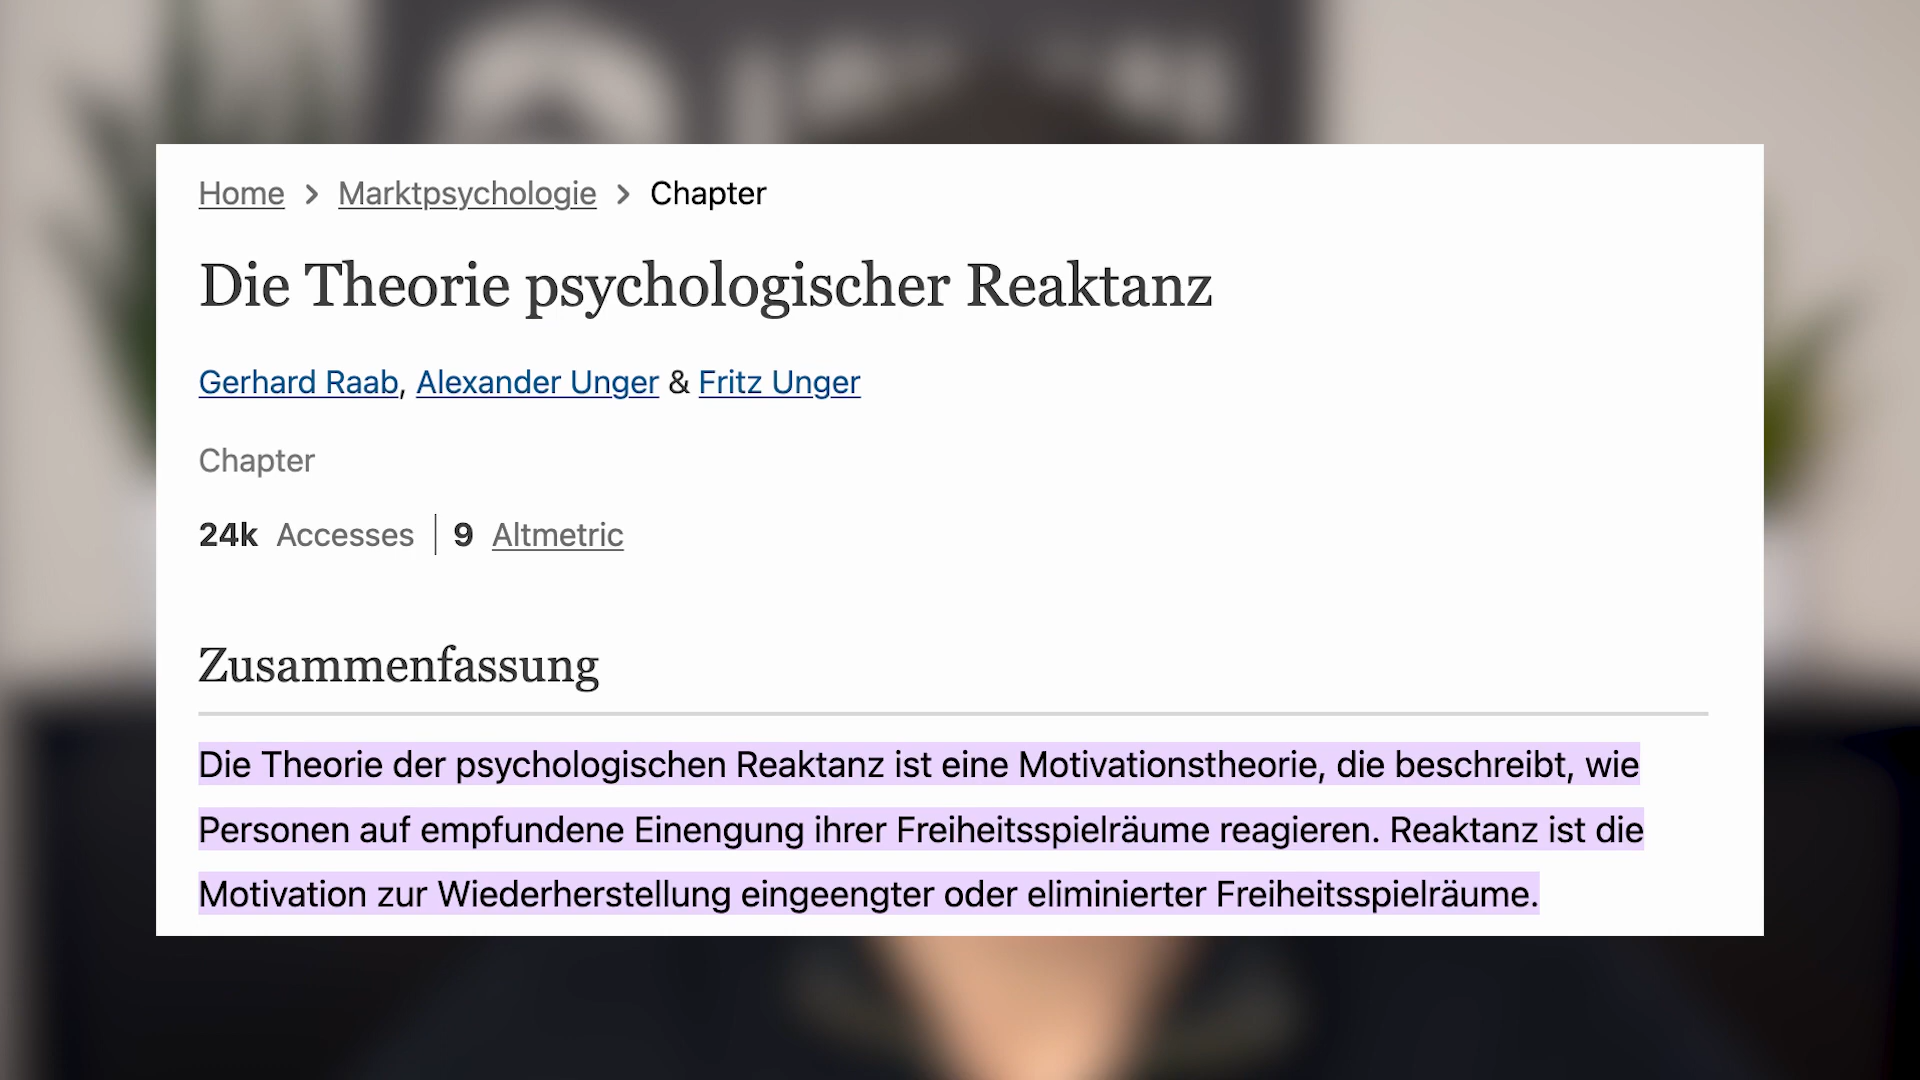 Home > Marktpsychologie > Chapter
Die Theorie psychologischer Reaktanz
Gerhard Raab, Alexander Unger & Fritz Unger
Chapter
24k Accesses | 9 Altmetric
Zusammenfassung
Die Theorie der psychologischen Reaktanz ist eine Motivationstheorie, die beschreibt, wie
Personen auf empfundene Einengung ihrer Freiheitsspielräume reagieren. Reaktanz ist die
Motivation zur Wiederherstellung eingeengter oder eliminierter Freiheitsspielräume.